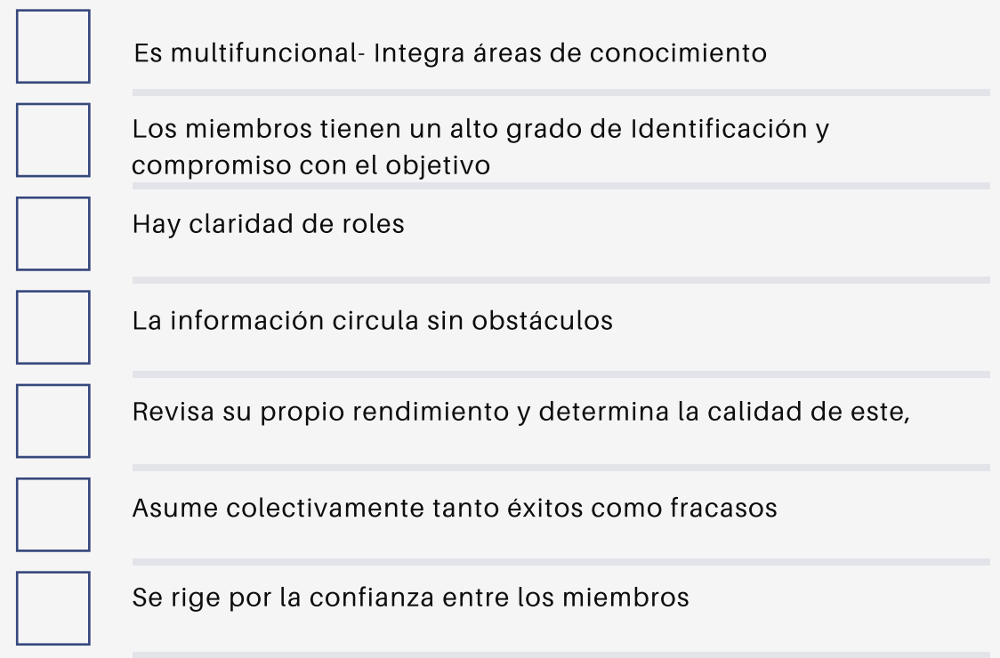 Es multifuncional- Integra áreas de conocimiento
Los miembros tienen un alto grado de Identificación y
compromiso con el objetivo
Hay claridad de roles
La información circula sin obstáculos
Revisa su propio rendimiento y determina la calidad de este,
Asume colectivamente tanto éxitos como fracasos
Se rige por la confianza entre los miembros